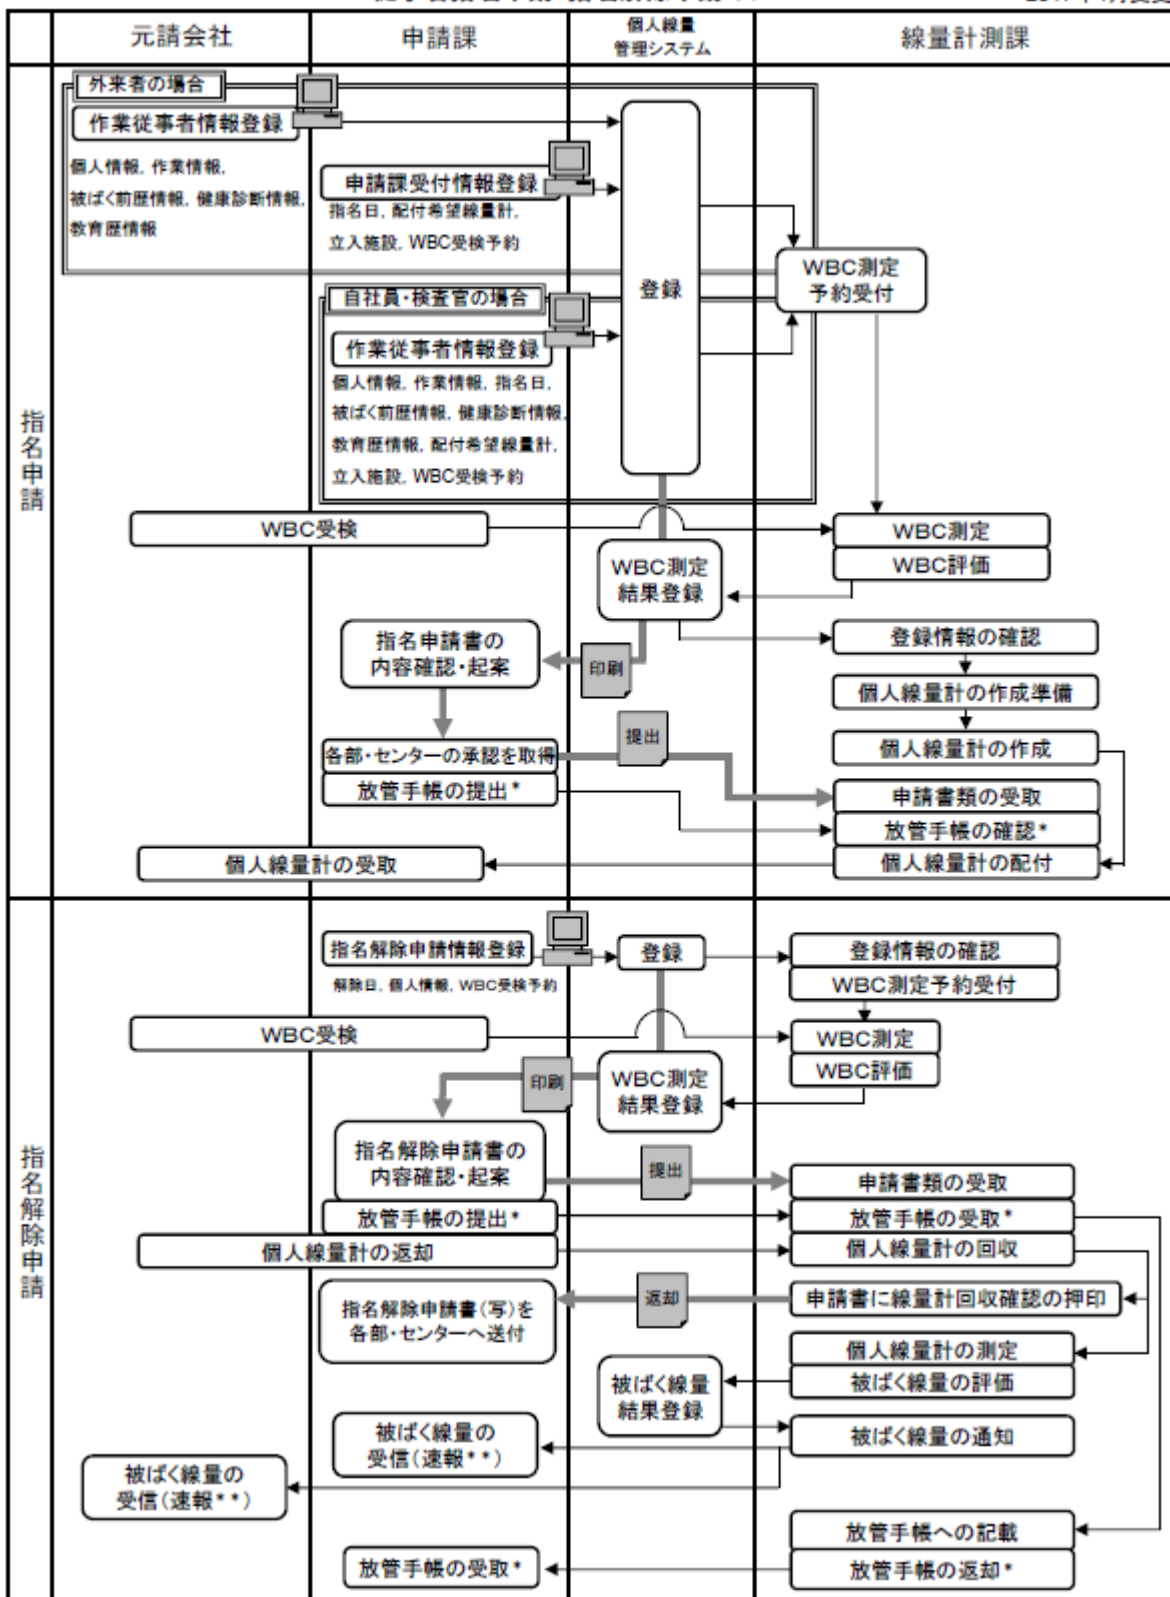 元請会社
申請課
個人線量
管理システム
線量計測課
指名申請
外来者の場合
作業従事者情報登録
個人情報, 作業情報,
被ばく前歴情報, 健康診断情報,
教育歴情報
申請課受付情報登録
指名日, 配付希望線量計,
立入施設, WBC受検予約
登録
WBC測定
予約受付
自社員・検査官の場合
作業従事者情報登録
個人情報, 作業情報, 指名日,
被ばく前歴情報, 健康診断情報,
教育歴情報, 配付希望線量計,
立入施設, WBC受検予約
WBC受検
WBC測定
WBC評価
WBC測定
結果登録
指名申請書の
内容確認・起案
印刷
登録情報の確認
個人線量計の作成準備
個人線量計の作成
各部・センターの承認を取得
提出
放管手帳の提出*
申請書類の受取
放管手帳の確認*
個人線量計の受取
個人線量計の配付
指名解除申請
指名解除申請情報登録
解除日, 個人情報, WBC受検予約
登録
登録情報の確認
WBC測定予約受付
WBC受検
WBC測定
WBC評価
印刷
WBC測定
結果登録
指名解除申請書の
内容確認・起案
提出
申請書類の受取
放管手帳の提出*
放管手帳の受取*
個人線量計の返却
個人線量計の回収
指名解除申請書(写)を
各部・センターへ送付
返却
申請書に線量計回収確認の押印
個人線量計の測定
被ばく線量の評価
被ばく線量
結果登録
被ばく線量の通知
被ばく線量の
受信(速報**)
被ばく線量の
受信(速報**)
放管手帳への記載
放管手帳の受取*
放管手帳の返却*